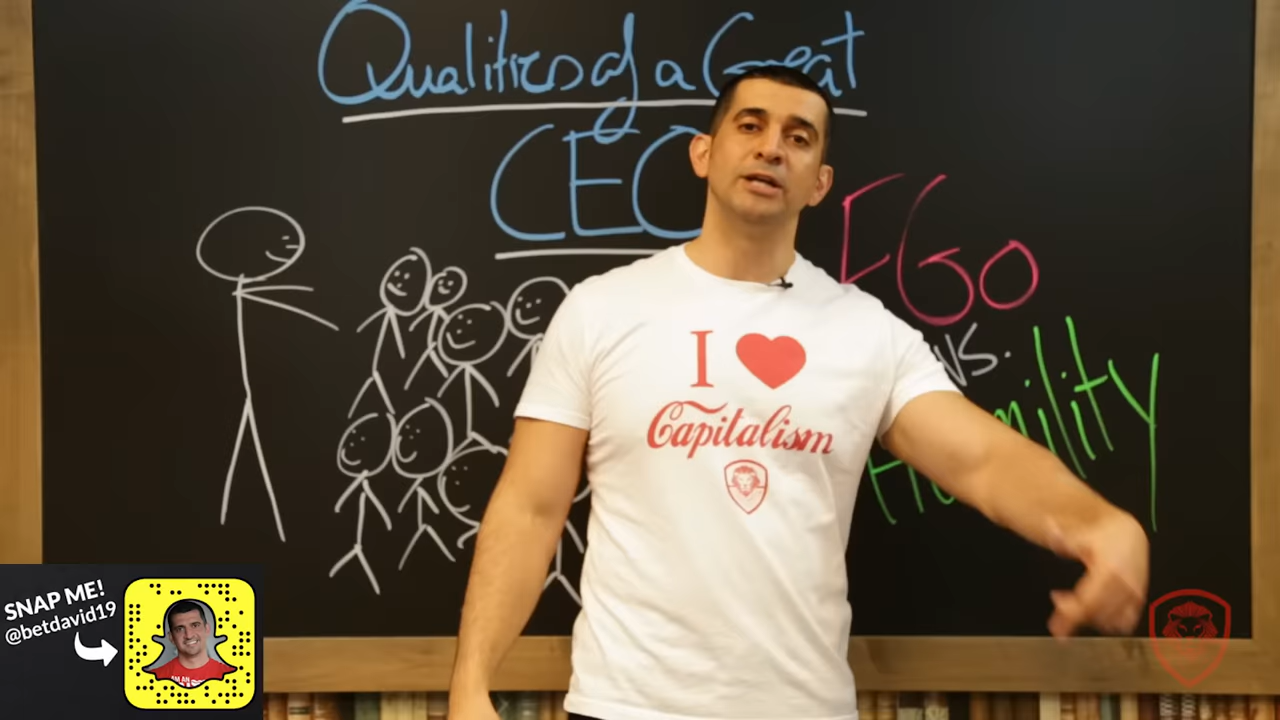 Qualities of a Great
CEO
EGO
vs.
Humility
I ❤
Capitalism
SNAP ME!
@betdavid19